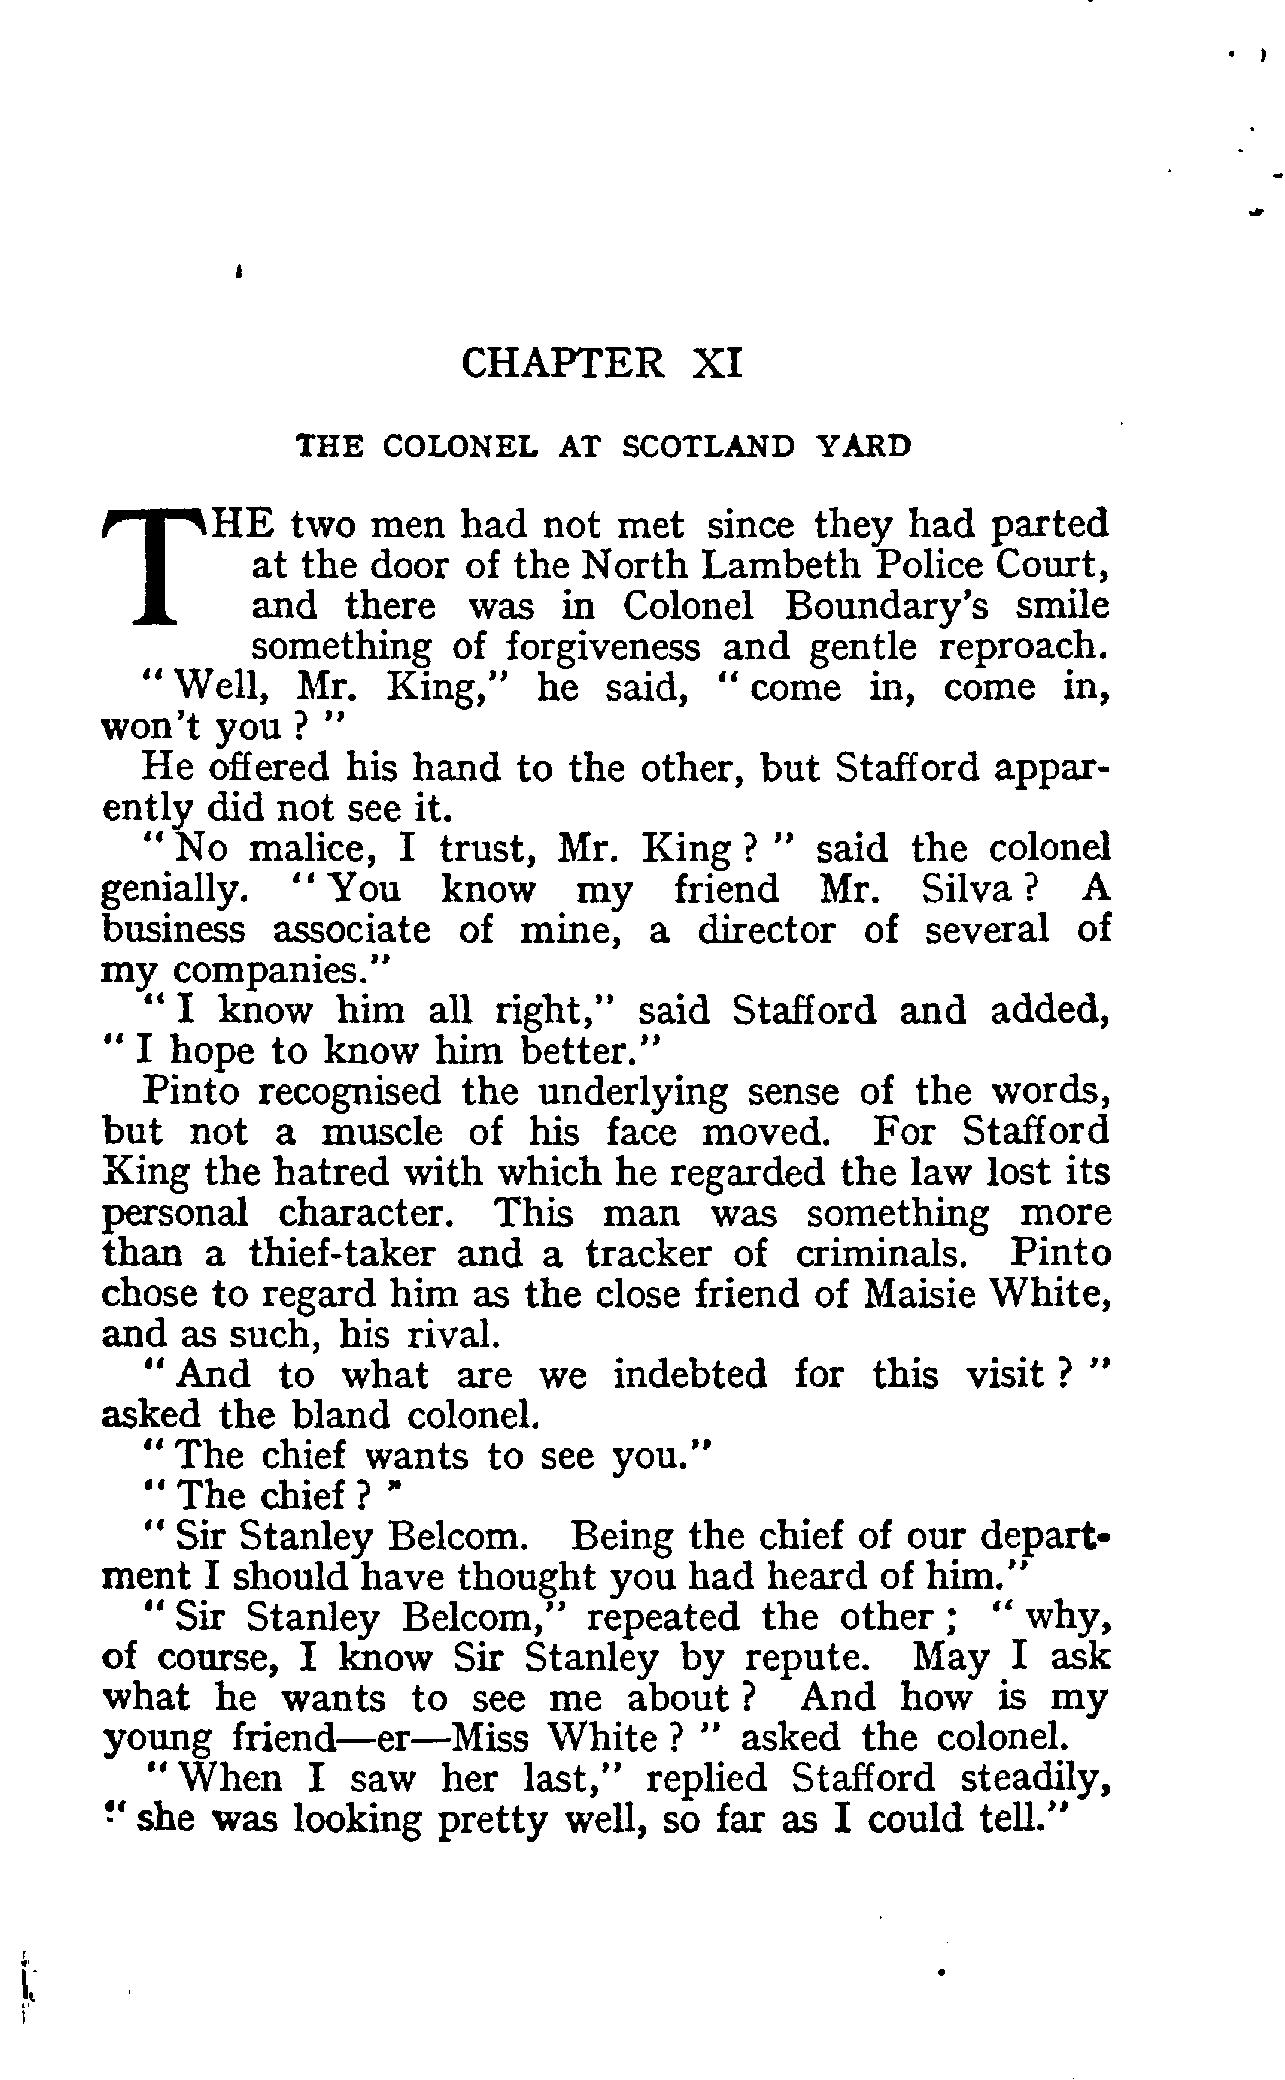 CHAPTER XI
THE COLONEL AT SCOTLAND YARD
THE two men had not met since they had parted
at the door of the North Lambeth Police Court,
and there was in Colonel Boundary's smile
something of forgiveness and gentle reproach.
"Well, Mr. King," he said, "come in, come in,
won't you?"
He offered his hand to the other, but Stafford appar-
ently did not see it.
"No malice, I trust, Mr. King?" said the colonel
genially. "You know my friend Mr. Silva? A
business associate of mine, a director of several of
my companies."
"I know him all right," said Stafford and added,
"I hope to know him better."
Pinto recognised the underlying sense of the words,
but not a muscle of his face moved. For Stafford
King the hatred with which he regarded the law lost its
personal character. This man was something more
than a thief-taker and a tracker of criminals. Pinto
chose to regard him as the close friend of Maisie White,
and as such, his rival.
"And to what are we indebted for this visit?"
asked the bland colonel.
"The chief wants to see you."
"The chief?"
"Sir Stanley Belcom. Being the chief of our depart-
ment I should have thought you had heard of him."
"Sir Stanley Belcom," repeated the other; "why,
of course, I know Sir Stanley by repute. May I ask
what he wants to see me about? And how is my
young friend—er—Miss White?" asked the colonel.
"When I saw her last," replied Stafford steadily,
"she was looking pretty well, so far as I could tell."